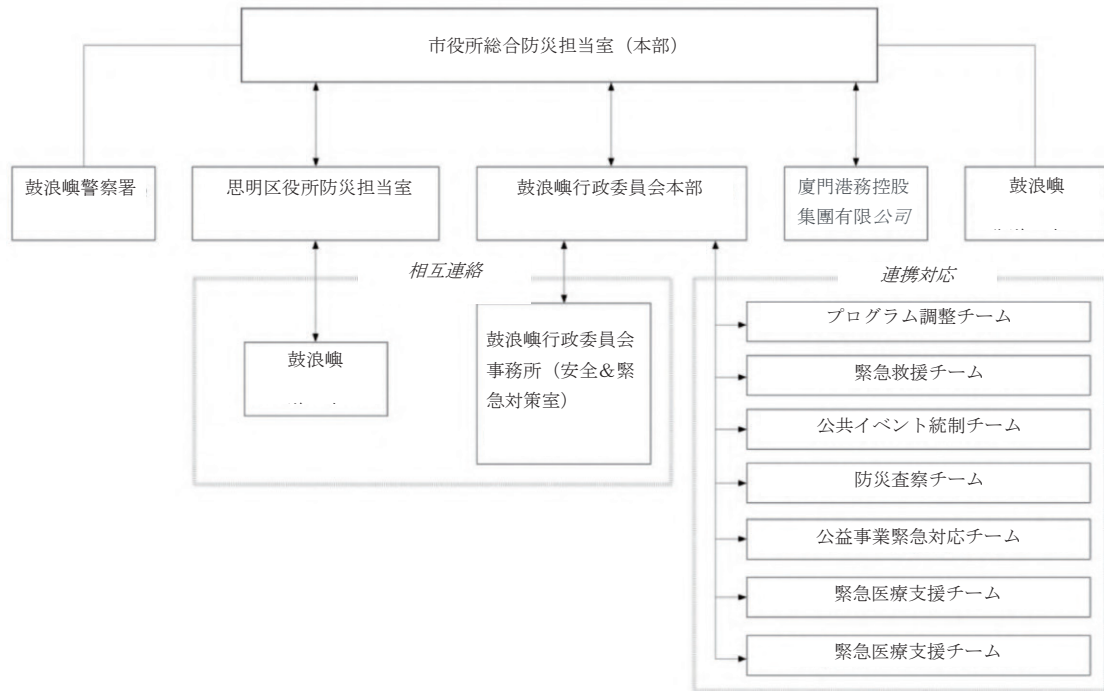 市役所総合防災担当室（本部）
鼓浪嶼警察署
思明区役所防災担当室
鼓浪嶼行政委員会本部
廈門港務控股
集團有限公司
鼓浪嶼
相互連絡
連携対応
鼓浪嶼
鼓浪嶼行政委員会
事務所（安全&緊
急対策室）
プログラム調整チーム
緊急救援チーム
公共イベント統制チーム
防災査察チーム
公益事業緊急対応チーム
緊急医療支援チーム
緊急医療支援チーム